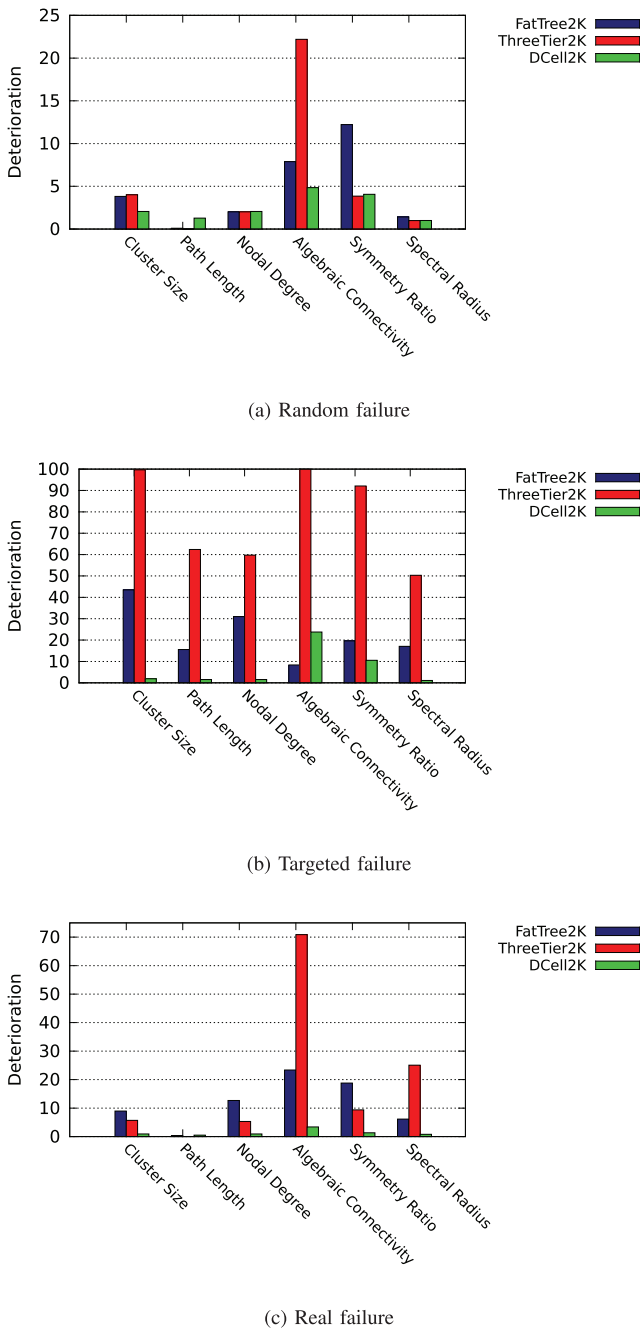 25
20
15
10
5
0
Deterioration
FatTree2K
ThreeTier2K
DCell2K
Cluster Size
Path Length
Nodal Degree
Algebraic Connectivity
Symmetry Ratio
Spectral Radius
(a) Random failure
100
90
80
70
60
50
40
30
20
10
0
Deterioration
FatTree2K
ThreeTier2K
DCell2K
Cluster Size
Path Length
Nodal Degree
Algebraic Connectivity
Symmetry Ratio
Spectral Radius
(b) Targeted failure
70
60
50
40
30
20
10
0
Deterioration
FatTree2K
ThreeTier2K
DCell2K
Cluster Size
Path Length
Nodal Degree
Algebraic Connectivity
Symmetry Ratio
Spectral Radius
(c) Real failure